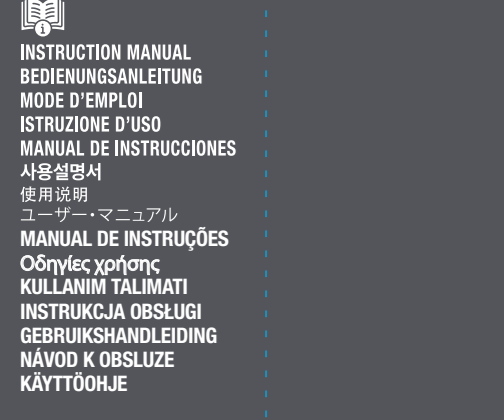 INSTRUCTION MANUAL
BEDIENUNGSANLEITUNG
MODE D'EMPLOI
ISTRUZIONE D'USO
MANUAL DE INSTRUCCIONES
사용설명서
使用说明
ユーザー・マニュアル
MANUAL DE INSTRUÇÕES
Οδηγίες χρήσης
KULLANIM TALIMATI
INSTRUKCJA OBSŁUGI
GEBRUIKSHANDLEIDING
NÁVOD K OBSLUZE
KÄYTTÖOHJE